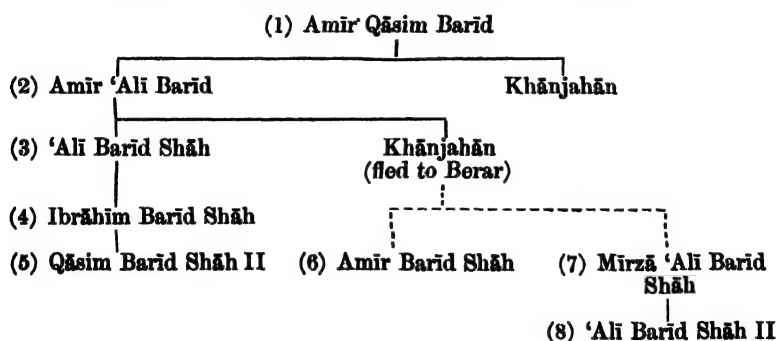 (1) Amīr Qāsim Barīd
(2) Amīr ‘Alī Barīd Khānjahān
(3) ‘Alī Barīd Shāh Khānjahān
(fled to Berar)
(4) Ibrāhīm Barīd Shāh
(5) Qāsim Barīd Shāh II (6) Amīr Barīd Shāh (7) Mīrzā ‘Alī Barīd
Shāh
(8) ‘Alī Barīd Shāh II